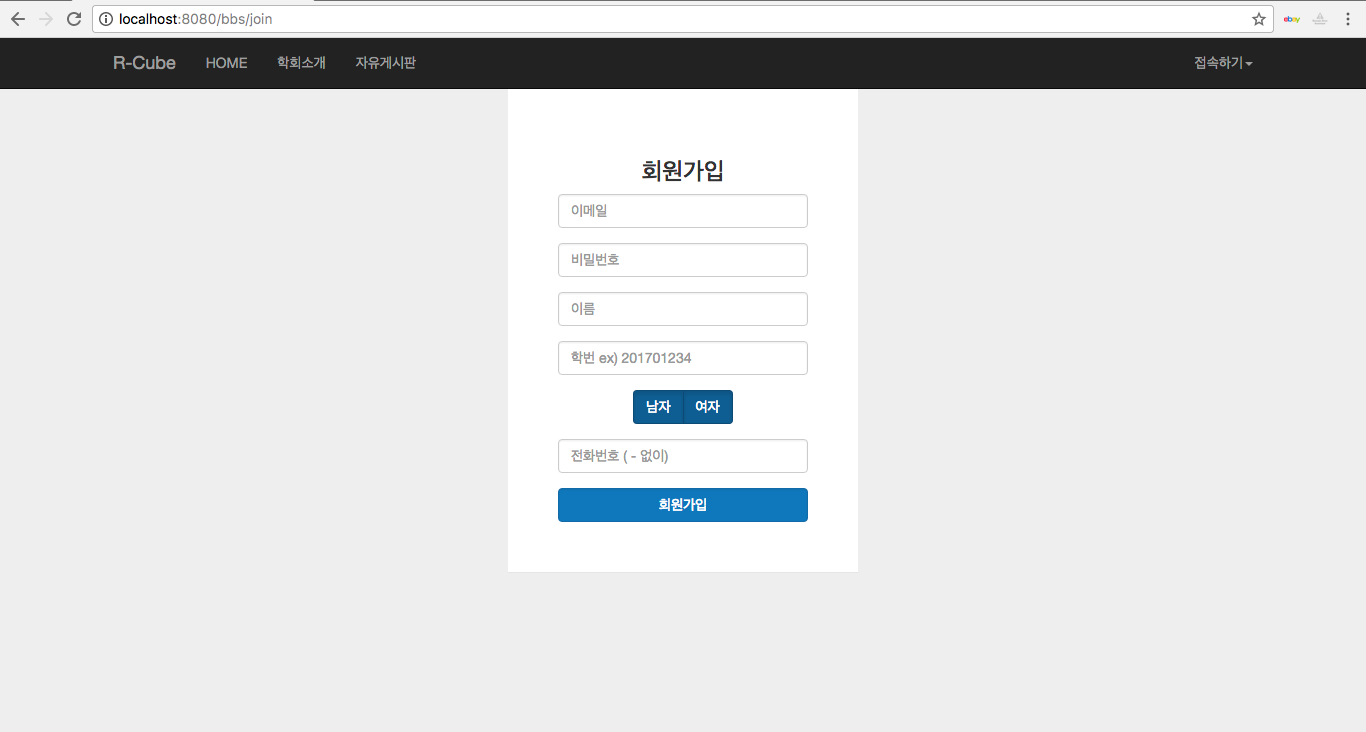 localhost:8080/bbs/join
ebay
R-Cube HOME 학회소개 자유게시판 접속하기
회원가입
이메일
비밀번호
이름
학번 ex) 201701234
남자 여자
전화번호 ( - 없이)
회원가입